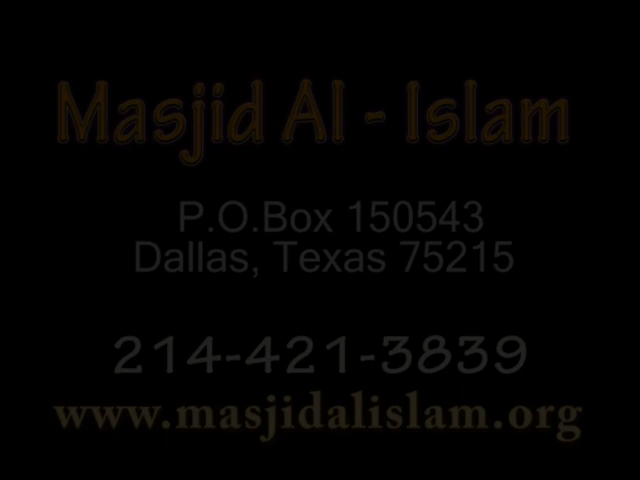 Masjid Al - Islam
P.O.Box 150543
Dallas, Texas 75215
214-421-3839
www.masjidalislam.org